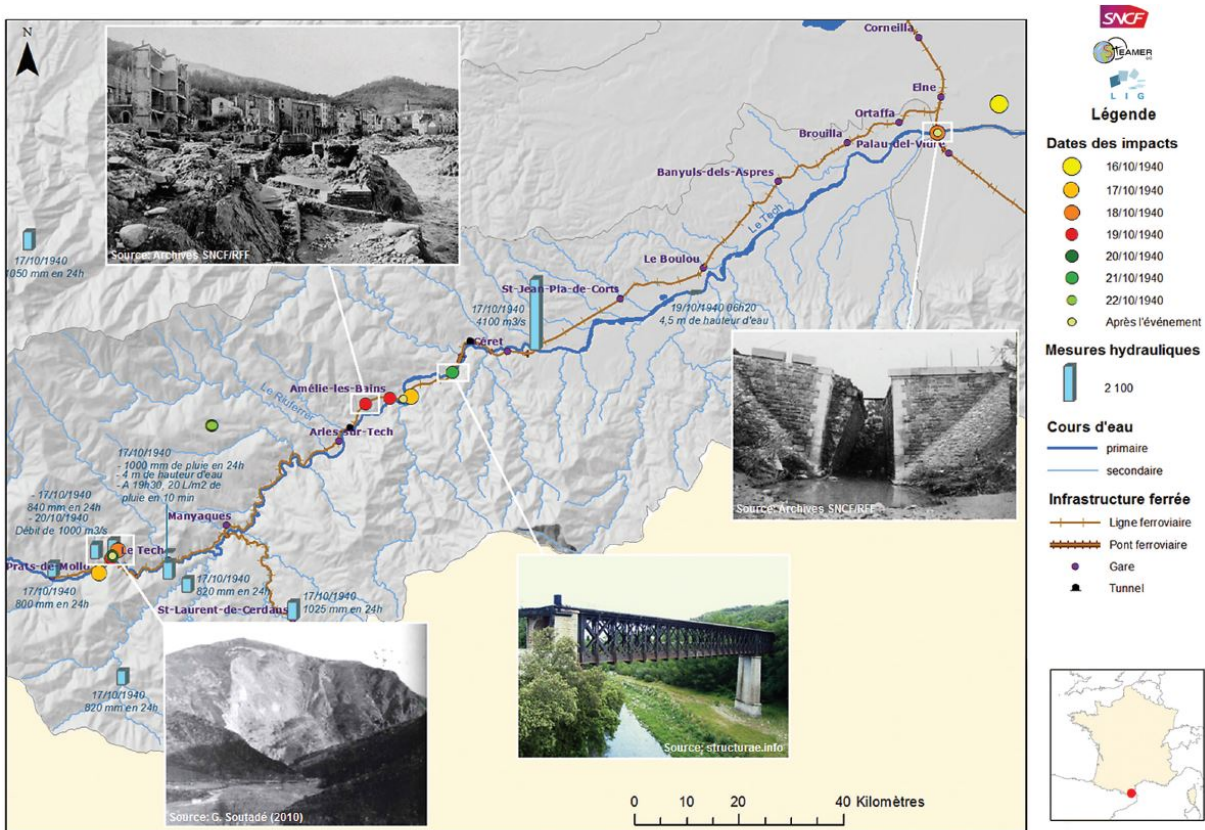 N
Source: Archives SNCF/RFF
17/10/1940
1050 mm en 24h
Corneilla
Elne
Ortaffa
Brouilla
Palau-del-Vidre
Banyuls-dels-Aspres
Le Tech
Le Boulou
St-Jean-Pla-de-Corts
17/10/1940
4100 m3/s
19/10/1940 06h20
4,5 m de hauteur d'eau
Céret
Amélie-les-Bains
Le Riuferrer
Arles-sur-Tech
17/10/1940
- 1000 mm de pluie en 24h
- 4 m de hauteur d'eau
- A 19h30, 20 L/m2 de
pluie en 10 min
- 17/10/1940
840 mm en 24h
- 20/10/1940
Débit de 1000 m3/s
Manyaques
Le Tech
Prats-de-Mollo
17/10/1940
800 mm en 24h
17/10/1940
820 mm en 24h
St-Laurent-de-Cerdans
17/10/1940
1025 mm en 24h
17/10/1940
820 mm en 24h
Source: Archives SNCF/RFF
Source: structurae.info
Source: G. Soutadé (2010)
0 10 20 40 Kilomètres
SNCF
STEAMER
LIG
Légende
Dates des impacts
16/10/1940
17/10/1940
18/10/1940
19/10/1940
20/10/1940
21/10/1940
22/10/1940
Après l'événement
Mesures hydrauliques
2 100
Cours d'eau
primaire
secondaire
Infrastructure ferrée
Ligne ferroviaire
Pont ferroviaire
Gare
Tunnel